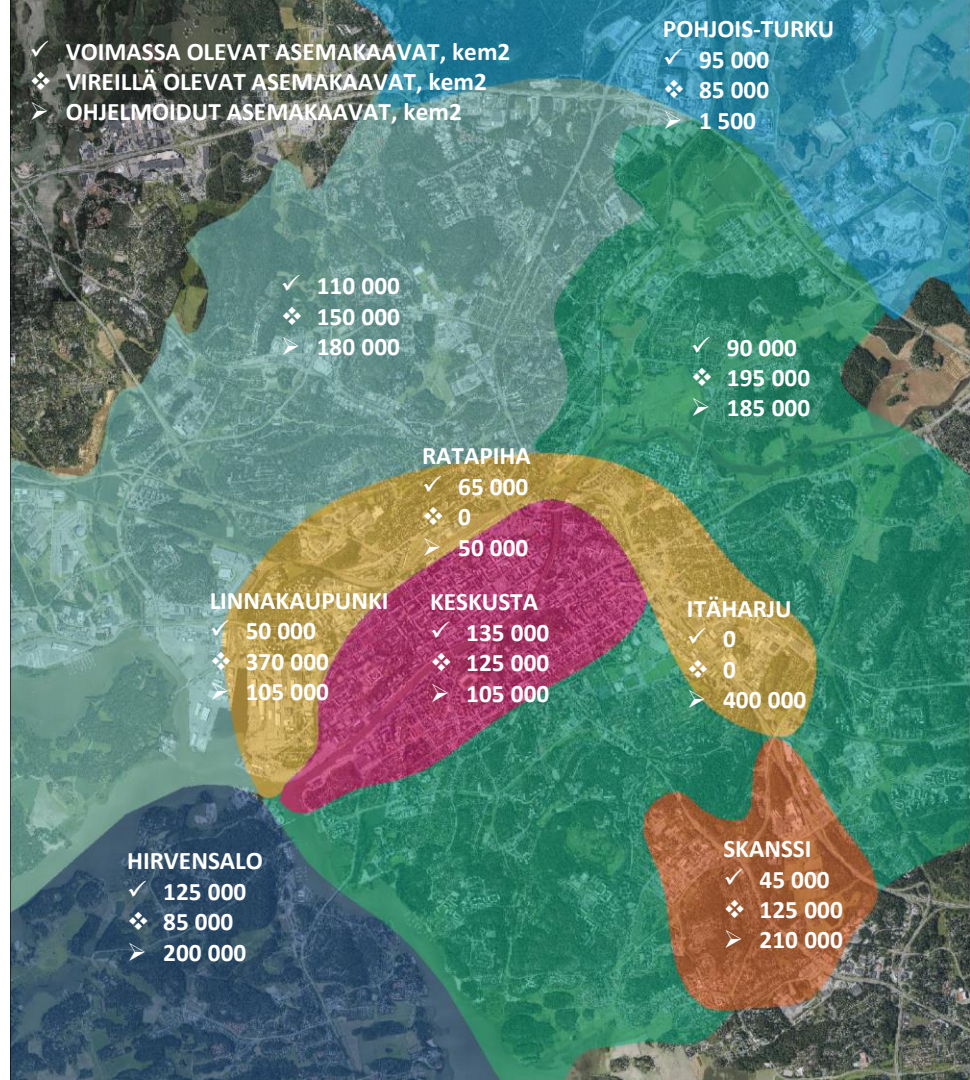 ✓ VOIMASSA OLEVAT ASEMAKAAVAT, kem2
❖ VIREILLÄ OLEVAT ASEMAKAAVAT, kem2
➢ OHJELMOIDUT ASEMAKAAVAT, kem2
POHJOIS-TURKU
✓ 95 000
❖ 85 000
➢ 1 500
✓ 110 000
❖ 150 000
➢ 180 000
✓ 90 000
❖ 195 000
➢ 185 000
RATAPIHA
✓ 65 000
❖ 0
➢ 50 000
LINNAKAUPUNKI
✓ 50 000
❖ 370 000
➢ 105 000
KESKUSTA
✓ 135 000
❖ 125 000
➢ 105 000
ITÄHARJU
✓ 0
❖ 0
➢ 400 000
HIRVENSALO
✓ 125 000
❖ 85 000
➢ 200 000
SKANSSI
✓ 45 000
❖ 125 000
➢ 210 000